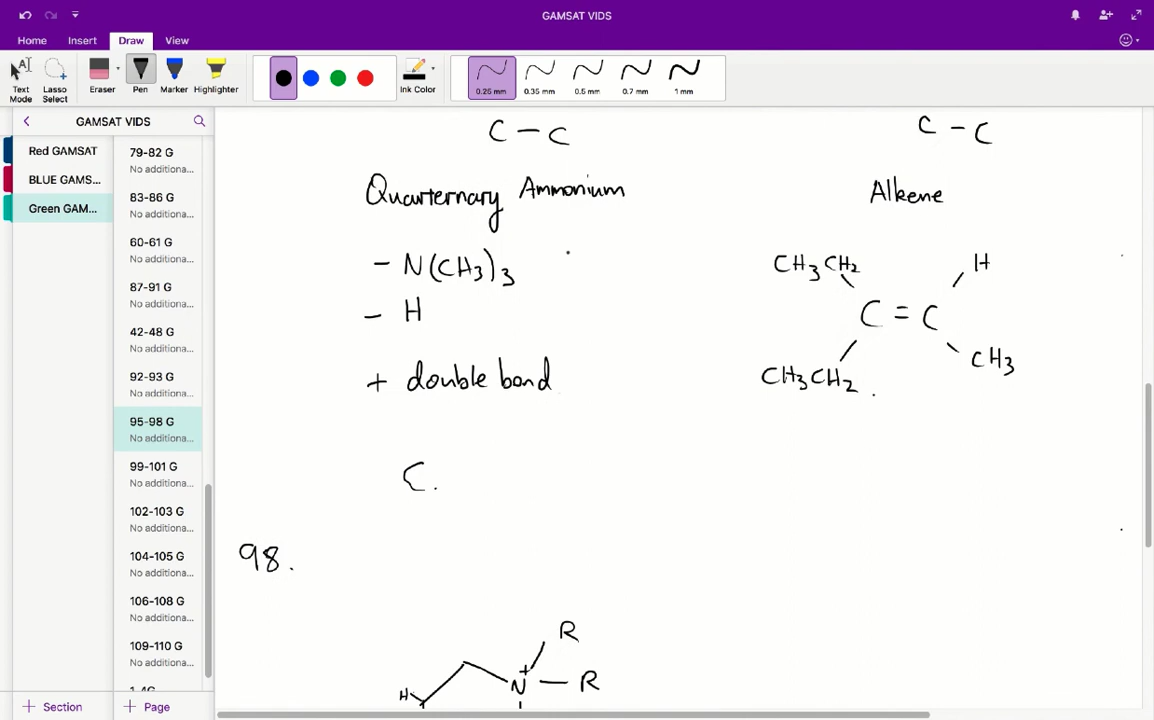 GAMSAT VIDS
Home Insert Draw View
Text Mode
Lasso Select
Eraser
Pen
Marker
Highlighter
Ink Color
0.25 mm
0.35 mm
0.5 mm
0.7 mm
1 mm
GAMSAT VIDS
Red GAMSAT
BLUE GAMS...
Green GAM...
79-82 G
No additiona...
83-86 G
No additiona...
60-61 G
No additiona...
87-91 G
No additiona...
42-48 G
No additiona...
92-93 G
No additiona...
95-98 G
No additiona...
99-101 G
No additiona...
102-103 G
No additiona...
104-105 G
No additiona...
106-108 G
No additiona...
109-110 G
No additiona...
+ Section
+ Page
C - C
C - C
Quarternary Ammonium
Alkene
- N(CH3)3
- H
+ double bond
CH3CH2
H
C = C
CH3CH2
CH3
C.
98.
R
N+ - R
H